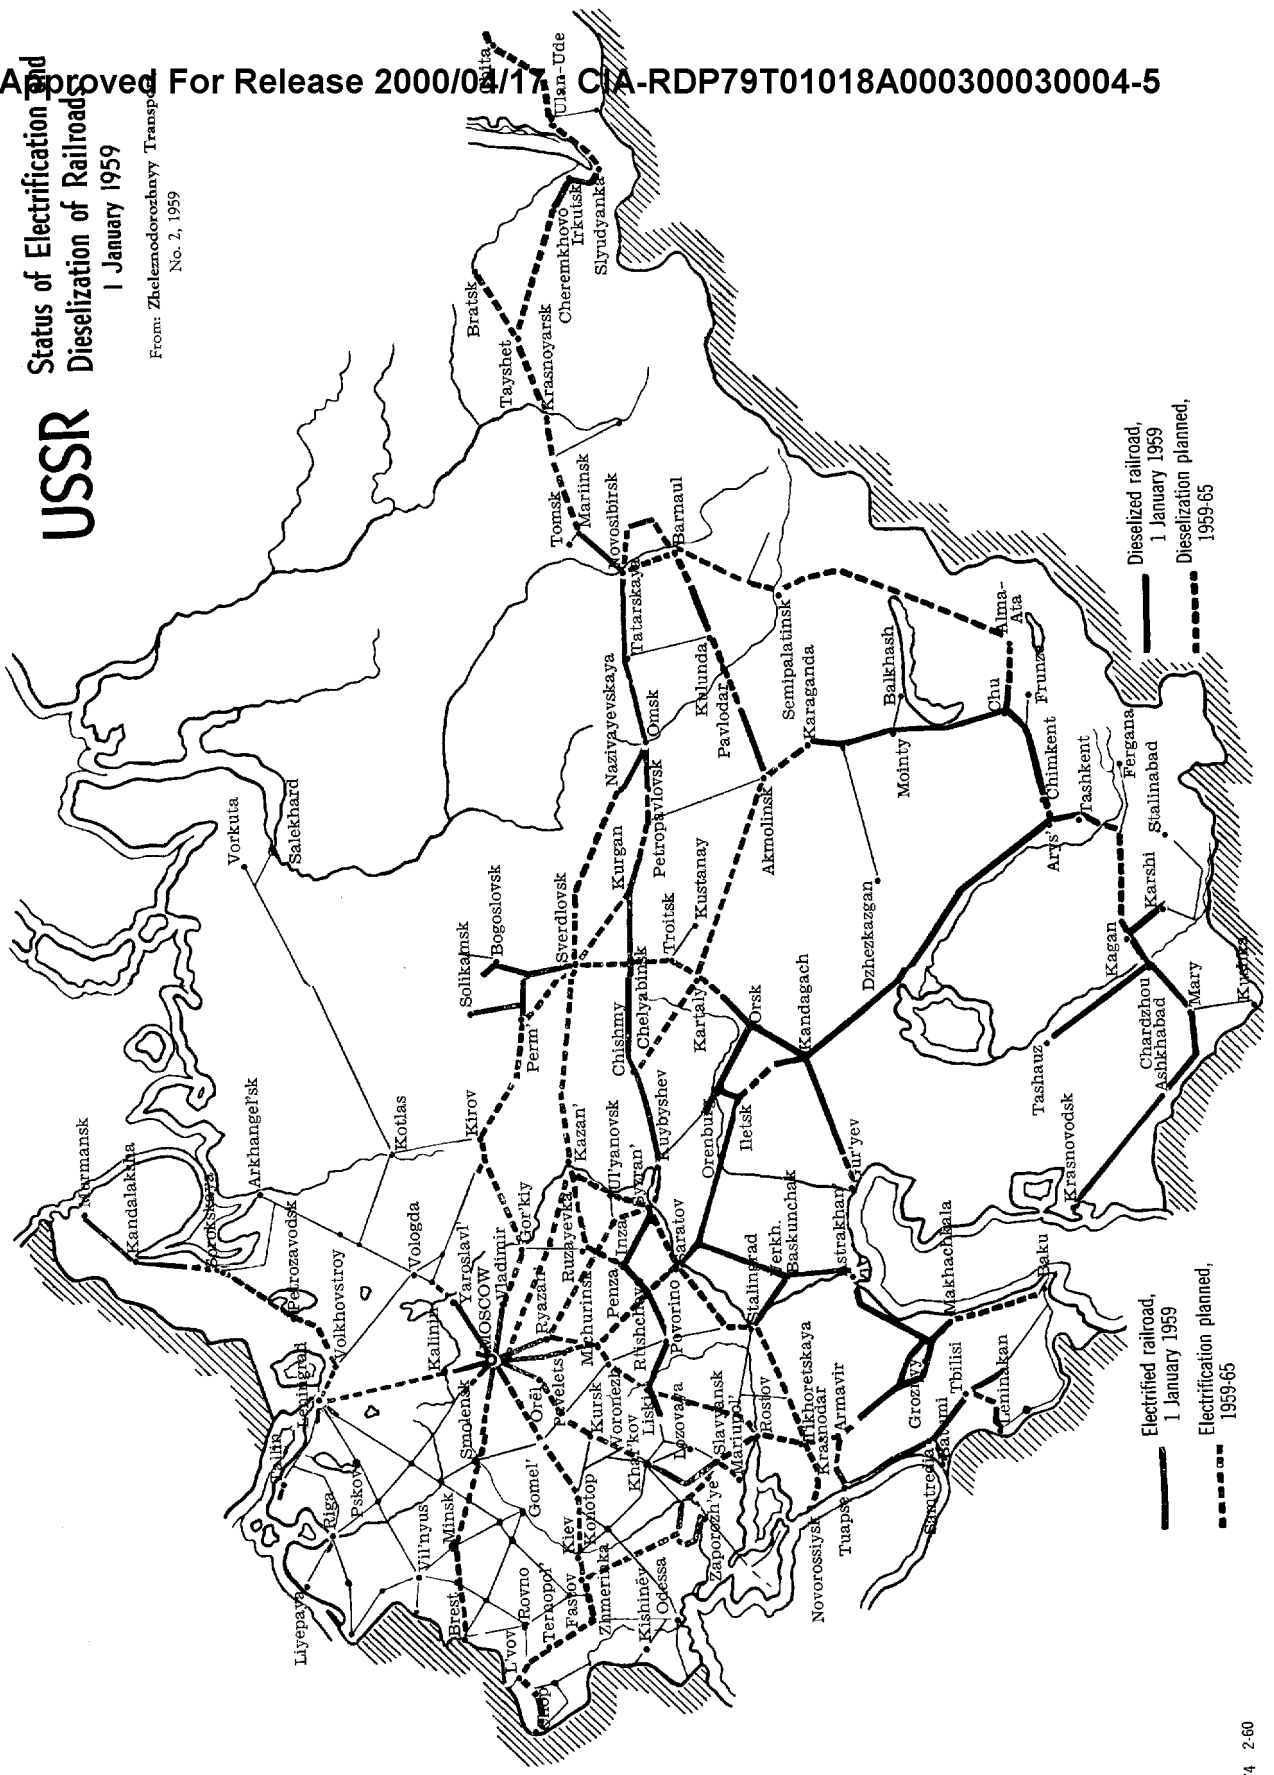 Approved For Release 2000/04/17 CIA-RDP79T01018A000300030004-5
USSR
Status of Electrification and
Dieselization of Railroads
1 January 1959
From: Zheleznodorozhnyy Transport
No. 2, 1959
Murmansk
Kandalaksha
Sorokskaya
Arkhangel'sk
Petrozavodsk
Volkhovstroy
Leningrad
Tallin
Riga
Pskov
Liyepaya
Vil'nyus
Minsk
Brest
Smolensk
Kalinin
Vologda
Yaroslavl'
MOSCOW
Vladimir
Gor'kiy
Kotlas
Kirov
Vorkuta
Salekhard
Solikamsk
Bogoslovsk
Perm'
Sverdlovsk
Kazan'
Ul'yanovsk
Ruzayevka
Ryazan'
Inza
Syzran'
Kuybyshev
Chishmy
Chelyabinsk
Kurgan
Petropavlovsk
Nazivayevskaya
Omsk
Tatarskaya
Novosibirsk
Tomsk
Mariinsk
Krasnoyarsk
Tayshet
Bratsk
Cheremkhovo
Irkutsk
Slyudyanka
Ulan-Ude
Chita
Barnaul
Kulunda
Pavlodar
Semipalatinsk
Karaganda
Akmolinsk
Kustanay
Troitsk
Kartaly
Orsk
Orenburg
Iletsk
Kandagach
Gur'yev
Dzhezkazgan
Balkhash
Mointy
Chu
Alma-
Ata
Frunze
Chimkent
Arys'
Tashkent
Fergana
Stalinabad
Karshi
Kagan
Chardzhou
Mary
Kushka
Ashkhabad
Tashauz
Krasnovodsk
Michurinsk
Penza
Rtishchevo
Povorino
Saratov
Stalingrad
Verkh.
Baskunchak
Astrakhan'
Makhachkala
Baku
Groznyy
Tbilisi
Leninakan
Batumi
Samtredia
Armavir
Tikhoretskaya
Krasnodar
Tuapse
Novorossiysk
Rostov
Mariupol'
Slavyansk
Lozovaya
Liski
Khar'kov
Voronezh
Kursk
Povelets
Orël
Gomel'
Konotop
Kiev
Fastov
Zhmerinka
Zaporozh'ye
Odessa
Kishinëv
Ternopol'
Rovno
L'vov
Chop
Electrified railroad,
1 January 1959
Electrification planned,
1959-65
Dieselized railroad,
1 January 1959
Dieselization planned,
1959-65
2-60